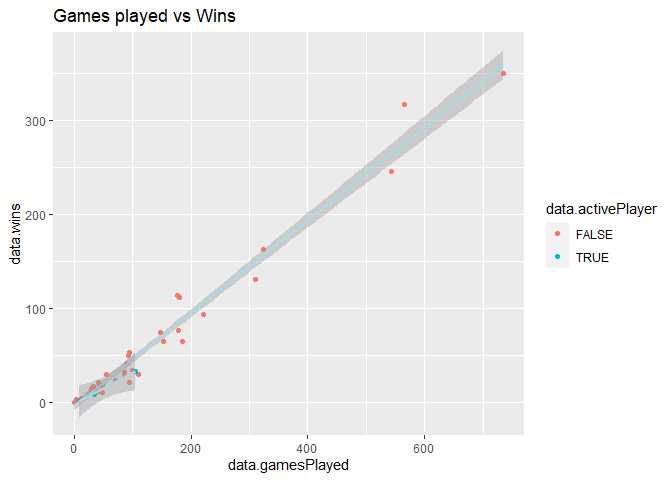 Games played vs Wins
300
200
100
0
data.wins
0
200
400
600
data.gamesPlayed
data.activePlayer
FALSE
TRUE